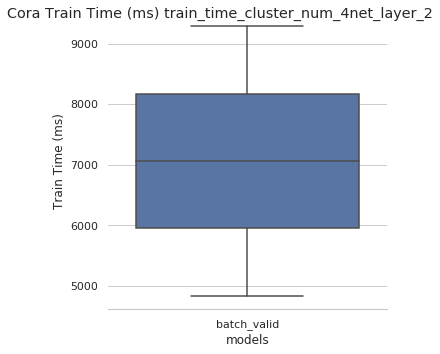 Cora Train Time (ms) train_time_cluster_num_4net_layer_2
Train Time (ms)
9000
8000
7000
6000
5000
batch_valid
models